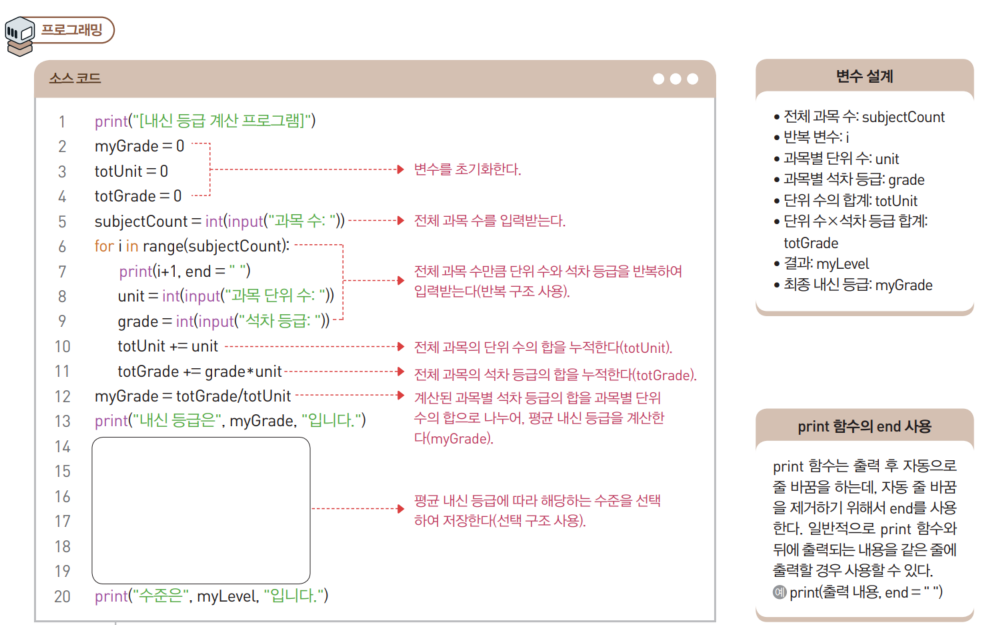 프로그래밍
소스 코드
1 print("[내신 등급 계산 프로그램]")
2 myGrade = 0
3 totUnit = 0
4 totGrade = 0
변수를 초기화한다.
5 subjectCount = int(input("과목 수: "))
전체 과목 수를 입력받는다.
6 for i in range(subjectCount):
7 print(i+1, end = " ")
8 unit = int(input("과목 단위 수: "))
9 grade = int(input("석차 등급: "))
전체 과목 수만큼 단위 수와 석차 등급을 반복하여
입력받는다(반복 구조 사용).
10 totUnit += unit
전체 과목의 단위 수의 합을 누적한다(totUnit).
11 totGrade += grade*unit
전체 과목의 석차 등급의 합을 누적한다(totGrade).
12 myGrade = totGrade/totUnit
13 print("내신 등급은", myGrade, "입니다.")
계산된 과목별 석차 등급의 합을 과목별 단위
수의 합으로 나누어, 평균 내신 등급을 계산한
다(myGrade).
14
15
16
17
18
19
평균 내신 등급에 따라 해당하는 수준을 선택
하여 저장한다(선택 구조 사용).
20 print("수준은", myLevel, "입니다.")
변수 설계
• 전체 과목 수: subjectCount
• 반복 변수: i
• 과목별 단위 수: unit
• 과목별 석차 등급: grade
• 단위 수의 합계: totUnit
• 단위 수×석차 등급 합계:
totGrade
• 결과: myLevel
• 최종 내신 등급: myGrade
print 함수의 end 사용
print 함수는 출력 후 자동으로
줄 바꿈을 하는데, 자동 줄 바꿈
을 제거하기 위해서 end를 사용
한다. 일반적으로 print 함수와
뒤에 출력되는 내용을 같은 줄에
출력할 경우 사용할 수 있다.
예 print(출력 내용, end = " ")